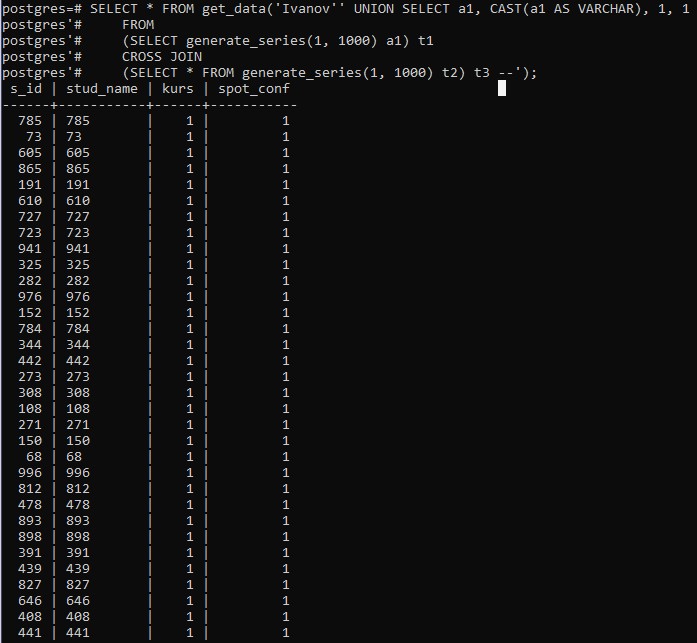 postgres=# SELECT * FROM get_data('Ivanov'' UNION SELECT a1, CAST(a1 AS VARCHAR), 1, 1
postgres'#     FROM
postgres'#     (SELECT generate_series(1, 1000) a1) t1
postgres'#     CROSS JOIN
postgres'#     (SELECT * FROM generate_series(1, 1000) t2) t3 --');
 s_id | stud_name | kurs | spot_conf
------+-----------+------+-----------
  785 | 785       |    1 |         1
   73 | 73        |    1 |         1
  605 | 605       |    1 |         1
  865 | 865       |    1 |         1
  191 | 191       |    1 |         1
  610 | 610       |    1 |         1
  727 | 727       |    1 |         1
  723 | 723       |    1 |         1
  941 | 941       |    1 |         1
  325 | 325       |    1 |         1
  282 | 282       |    1 |         1
  976 | 976       |    1 |         1
  152 | 152       |    1 |         1
  784 | 784       |    1 |         1
  344 | 344       |    1 |         1
  442 | 442       |    1 |         1
  273 | 273       |    1 |         1
  308 | 308       |    1 |         1
  108 | 108       |    1 |         1
  271 | 271       |    1 |         1
  150 | 150       |    1 |         1
   68 | 68        |    1 |         1
  996 | 996       |    1 |         1
  812 | 812       |    1 |         1
  478 | 478       |    1 |         1
  893 | 893       |    1 |         1
  898 | 898       |    1 |         1
  391 | 391       |    1 |         1
  439 | 439       |    1 |         1
  827 | 827       |    1 |         1
  646 | 646       |    1 |         1
  408 | 408       |    1 |         1
  441 | 441       |    1 |         1